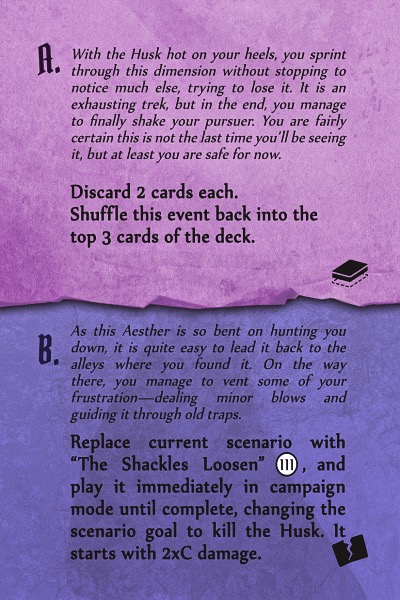 A.
With the Husk hot on your heels, you sprint
through this dimension without stopping to
notice much else, trying to lose it. It is an
exhausting trek, but in the end, you manage
to finally shake your pursuer. You are fairly
certain this is not the last time you'll be seeing
it, but at least you are safe for now.
Discard 2 cards each.
Shuffle this event back into the
top 3 cards of the deck.
B.
As this Aesther is so bent on hunting you
down, it is quite easy to lead it back to the
alleys where you found it. On the way
there, you manage to vent some of your
frustration—dealing minor blows and
guiding it through old traps.
Replace current scenario with
“The Shackles Loosen” 111, and
play it immediately in campaign
mode until complete, changing the
scenario goal to kill the Husk. It
starts with 2xC damage.